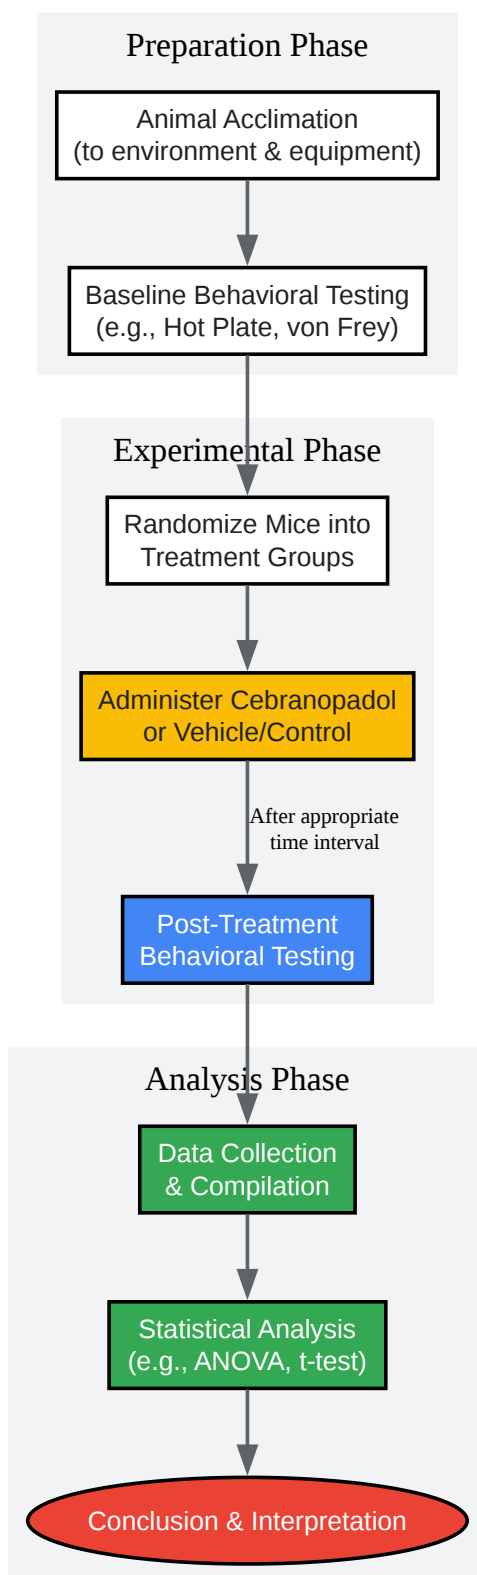 Preparation Phase
Animal Acclimation
(to environment & equipment)
Baseline Behavioral Testing
(e.g., Hot Plate, von Frey)
Experimental Phase
Randomize Mice into
Treatment Groups
Administer Cebranopadol
or Vehicle/Control
After appropriate
time interval
Post-Treatment
Behavioral Testing
Analysis Phase
Data Collection
& Compilation
Statistical Analysis
(e.g., ANOVA, t-test)
Conclusion & Interpretation